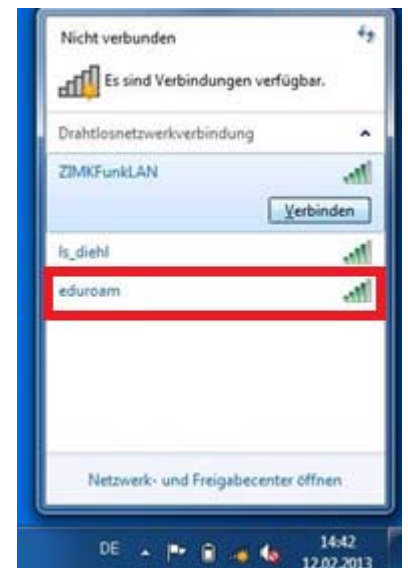 Nicht verbunden
Es sind Verbindungen verfügbar.
Drahtlosnetzwerkverbindung
ZIMKFunkLAN
Verbinden
ls_diehl
eduroam
Netzwerk- und Freigabecenter öffnen
DE
14:42
12.02.2013